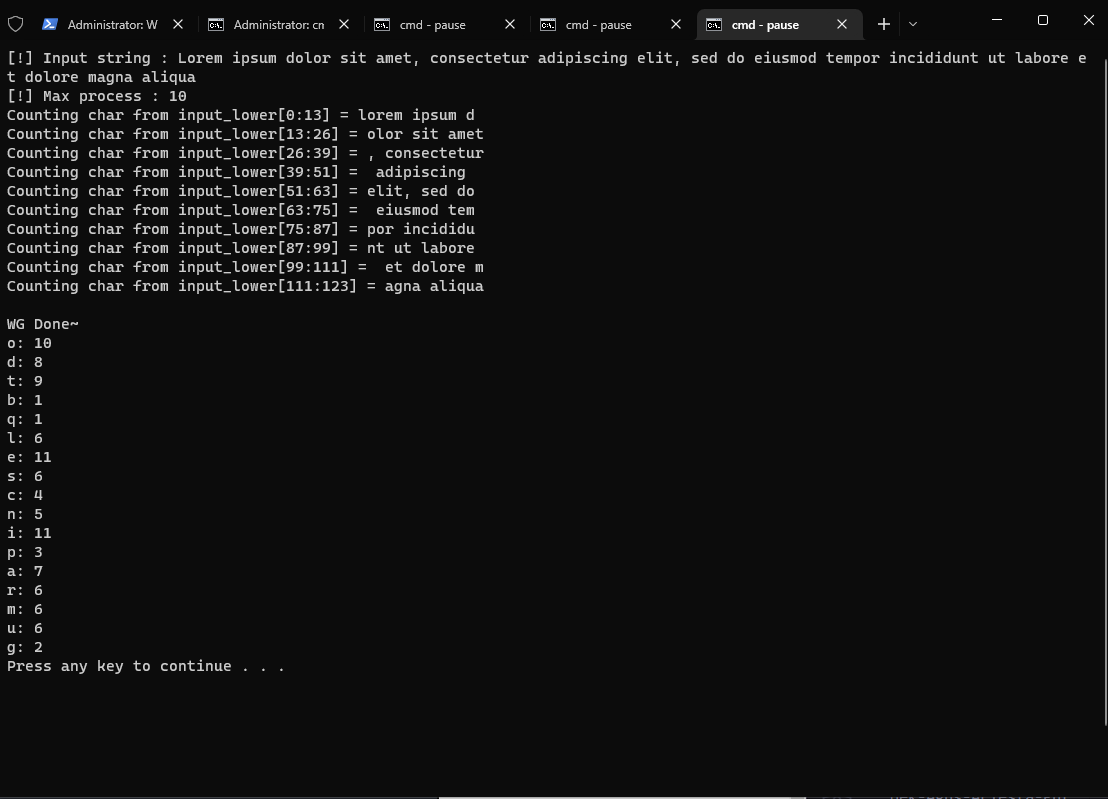 Administrator: W
Administrator: cn
cmd - pause
cmd - pause
cmd - pause
[!] Input string : Lorem ipsum dolor sit amet, consectetur adipiscing elit, sed do eiusmod tempor incididunt ut labore e
t dolore magna aliqua
[!] Max process : 10
Counting char from input_lower[0:13] = lorem ipsum d
Counting char from input_lower[13:26] = olor sit amet
Counting char from input_lower[26:39] = , consectetur
Counting char from input_lower[39:51] =  adipiscing
Counting char from input_lower[51:63] = elit, sed do
Counting char from input_lower[63:75] =  eiusmod tem
Counting char from input_lower[75:87] = por incididu
Counting char from input_lower[87:99] = nt ut labore
Counting char from input_lower[99:111] =  et dolore m
Counting char from input_lower[111:123] = agna aliqua
WG Done~
o: 10
d: 8
t: 9
b: 1
q: 1
l: 6
e: 11
s: 6
c: 4
n: 5
i: 11
p: 3
a: 7
r: 6
m: 6
u: 6
g: 2
Press any key to continue . . .